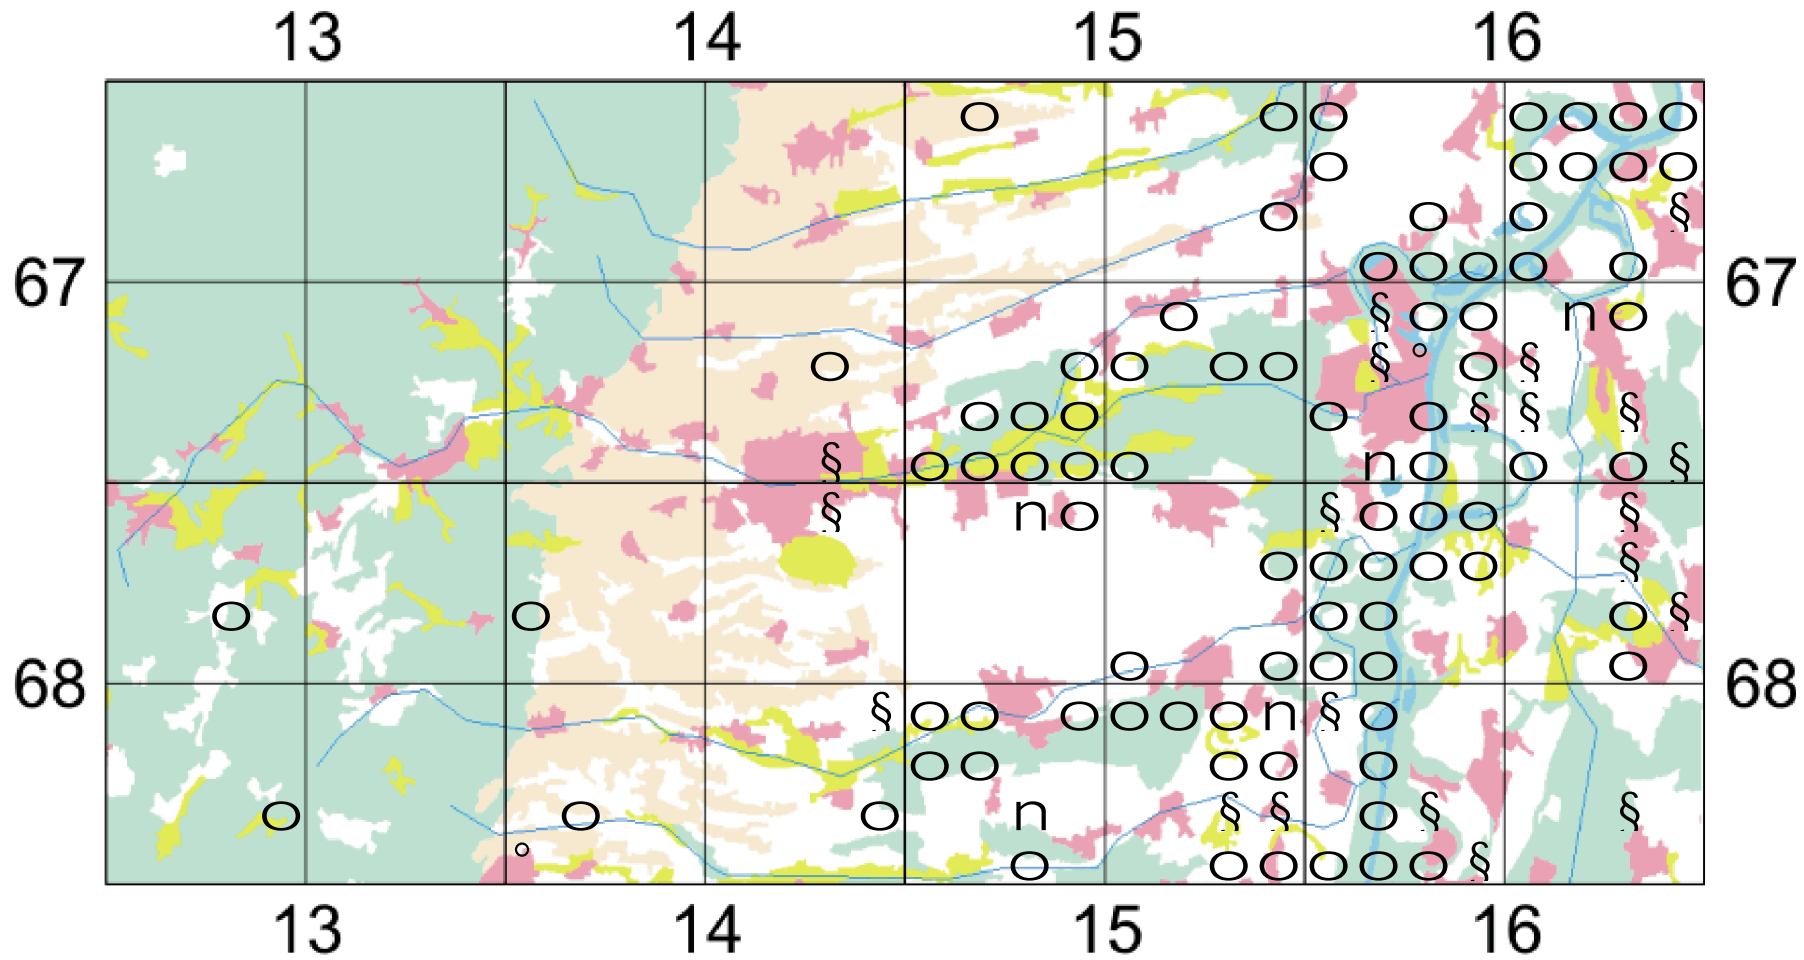 13 14 15 16
O O O O O O O
O O O O O
O O O §
67 O O O O O 67
O § O O n O
O O O O O § ° O §
O O O O O § § §
§ O O O O O n O O O §
§ n O § O O O §
O O O O O §
O O O O O §
O O O O O O
68 68
§ O O O O O O n § O
O O O O O
O O O n § § O § §
°
O O O O O O §
13 14 15 16